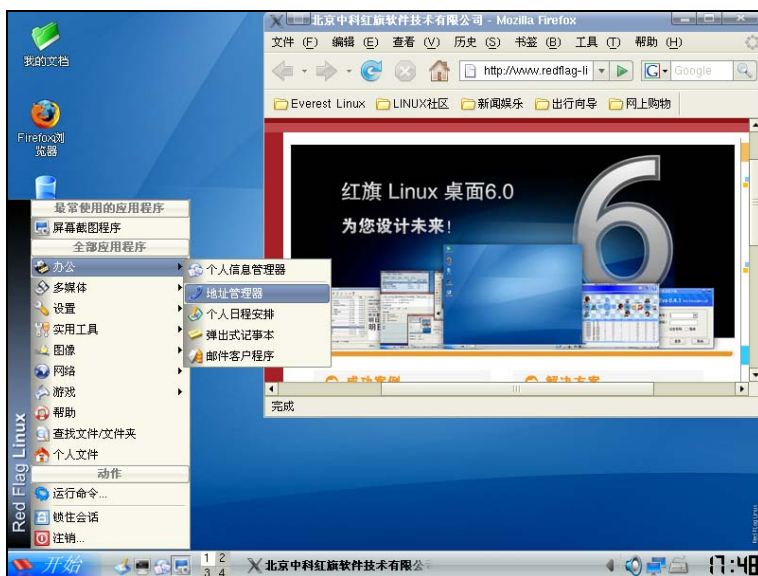 我的文档
Firefox浏
览器
北京中科红旗软件技术有限公司 - Mozilla Firefox
文件 (F) 编辑 (E) 查看 (V) 历史 (S) 书签 (B) 工具 (T) 帮助 (H)
http://www.redflag-li
G Google
Everest Linux LINUX社区 新闻娱乐 出行向导 网上购物
红旗 Linux 桌面6.0
为您设计未来!
6
成功案例 解决方案
完成
最常使用的应用程序
屏幕截图程序
全部应用程序
办公
多媒体
设置
实用工具
图像
网络
游戏
帮助
查找文件/文件夹
个人文件
动作
运行命令...
锁住会话
注销...
个人信息管理器
地址管理器
个人日程安排
弹出式记事本
邮件客户程序
Red Flag Linux
开始
1 2
3 4
北京中科红旗软件技术有限公
17:48